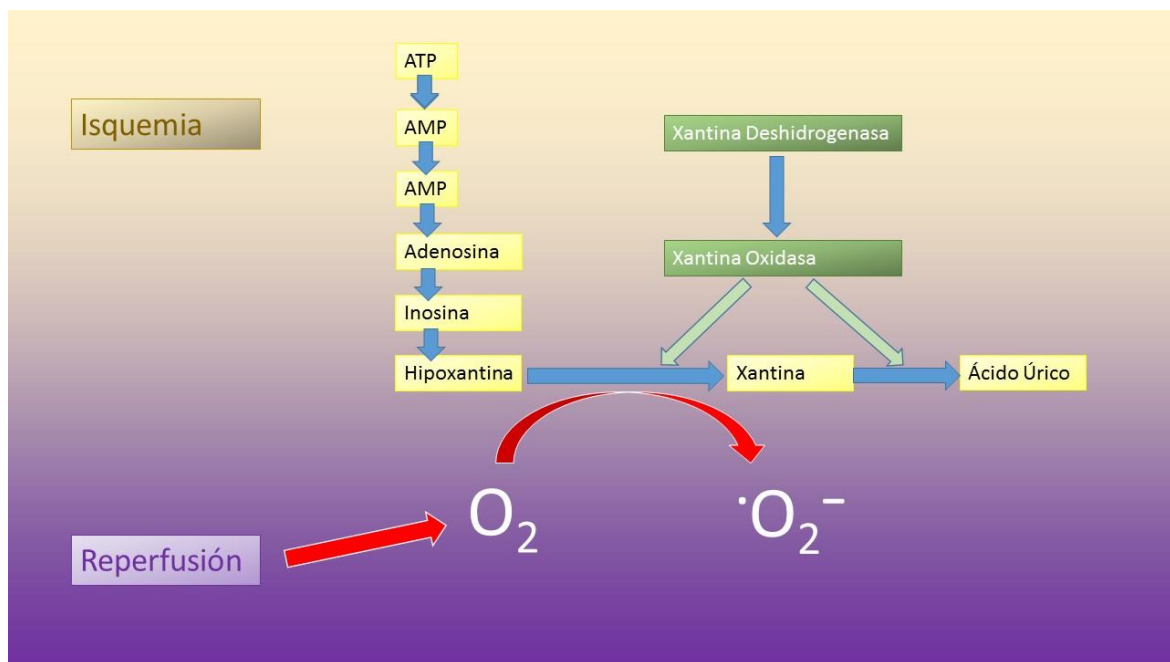 ATP
Isquemia
AMP
Xantina Deshidrogenasa
AMP
Adenosina
Xantina Oxidasa
Inosina
Hipoxantina
Xantina
Ácido Úrico
O₂
·O₂⁻
Reperfusión